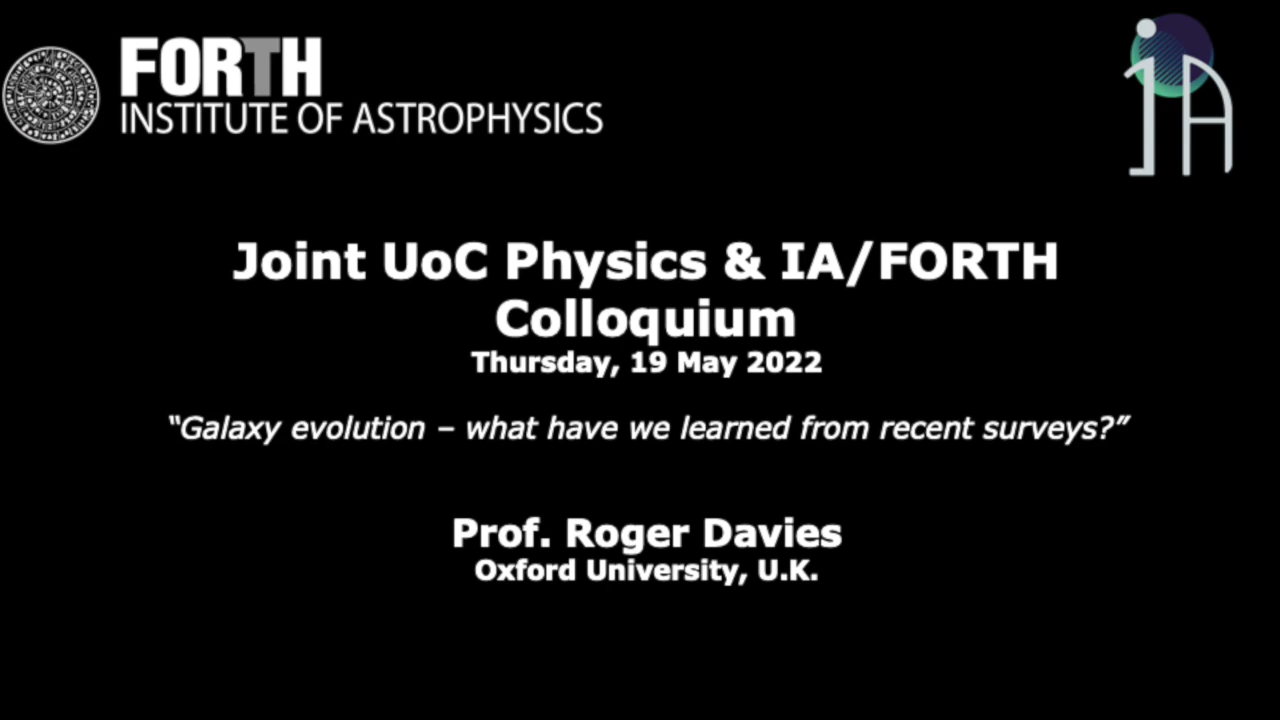 FORTH
INSTITUTE OF ASTROPHYSICS
IA
Joint UoC Physics & IA/FORTH
Colloquium
Thursday, 19 May 2022
“Galaxy evolution – what have we learned from recent surveys?”
Prof. Roger Davies
Oxford University, U.K.